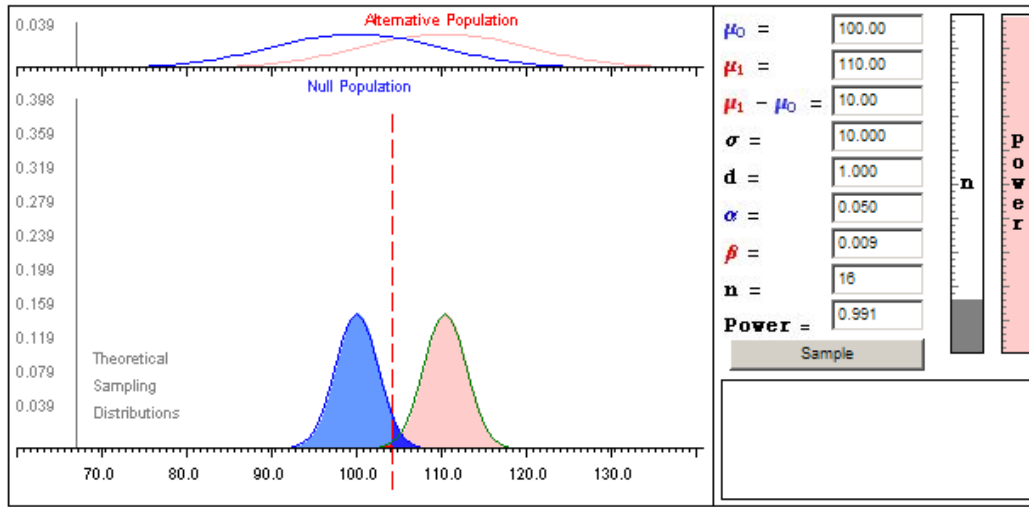 0.039
Alternative Population
Null Population
0.398
0.359
0.319
0.279
0.239
0.199
0.159
0.119
0.079
0.039
Theoretical
Sampling
Distributions
70.0 80.0 90.0 100.0 110.0 120.0 130.0
μ0 = 100.00
μ1 = 110.00
μ1 - μ0 = 10.00
σ = 10.000
d = 1.000
α = 0.050
β = 0.009
n = 16
Power = 0.991
Sample
n
Power